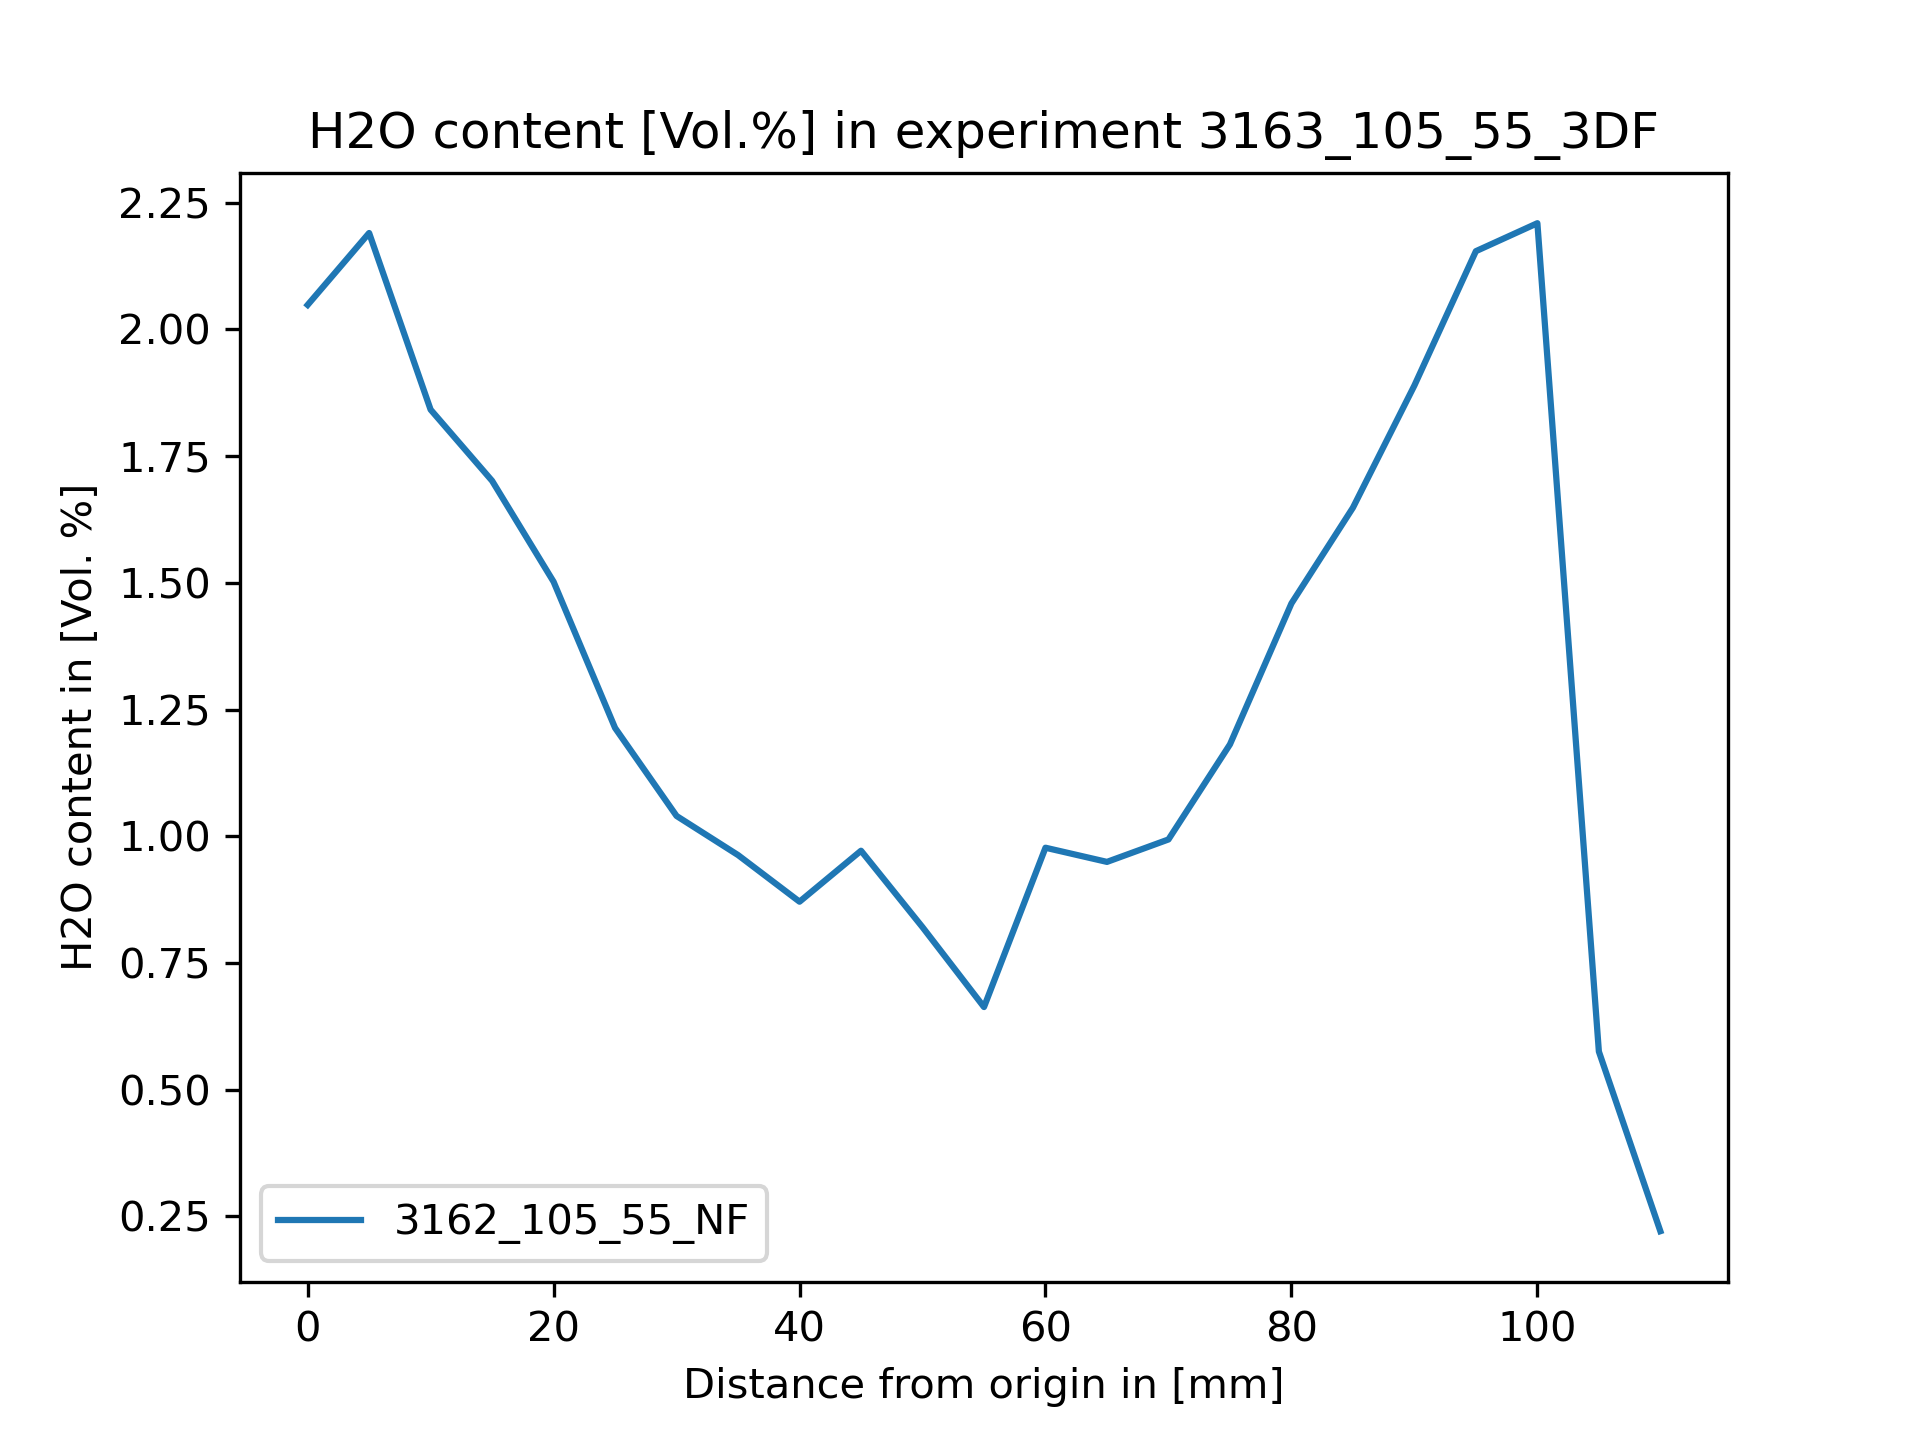 H2O content [Vol.%] in experiment 3163_105_55_3DF
H2O content in [Vol. %]
2.25
2.00
1.75
1.50
1.25
1.00
0.75
0.50
0.25
3162_105_55_NF
0 20 40 60 80 100
Distance from origin in [mm]